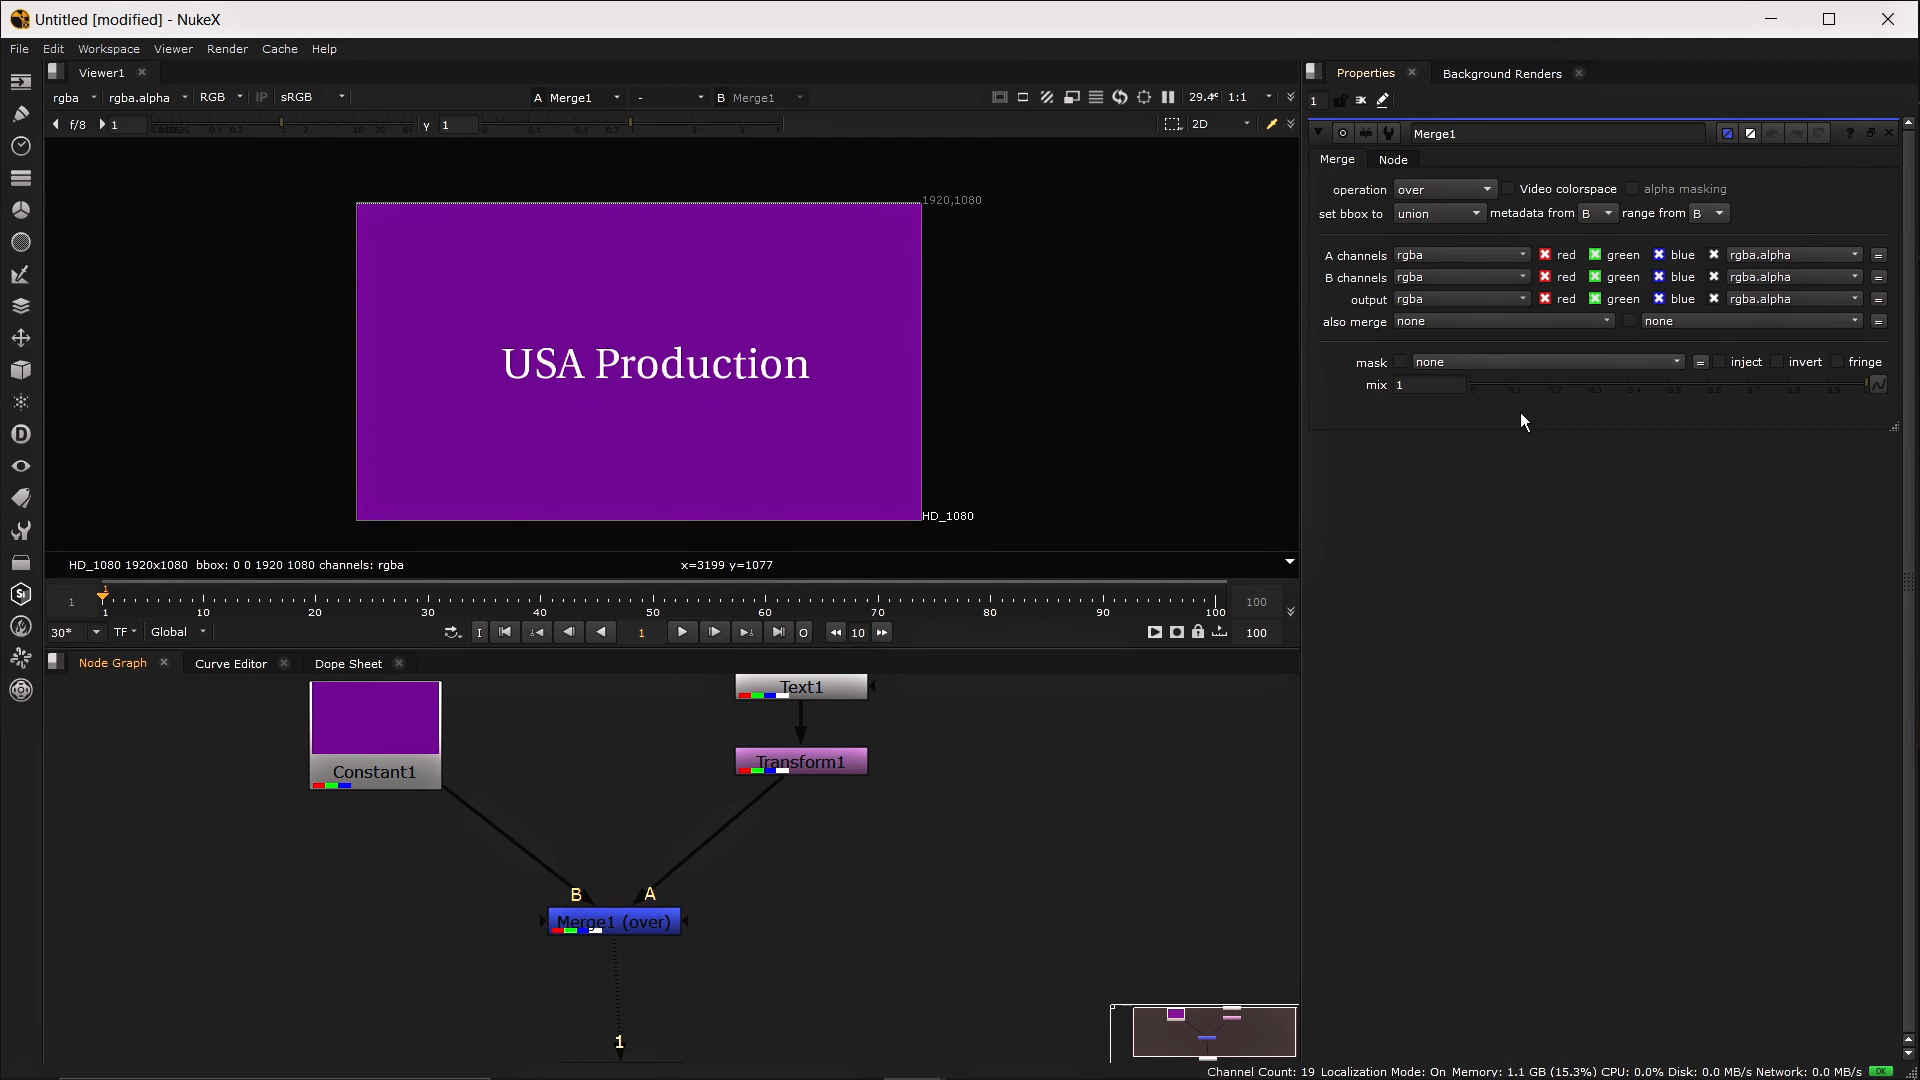 Untitled [modified] - NukeX
File Edit Workspace Viewer Render Cache Help
Viewer1
rgba rgba.alpha RGB IP sRGB A Merge1 - B Merge1 1:1
f/8 1 γ 1 2D
1920,1080
USA Production
HD_1080
HD_1080 1920x1080 bbox: 0 0 1920 1080 channels: rgba x=3199 y=1077
1 1 1 10 20 30 40 50 60 70 80 90 100 100
30* TF Global I 1 O 10 100
Node Graph Curve Editor Dope Sheet
Text1
Constant1
Transform1
B A
Merge1 (over)
1
Properties Background Renders
1
Merge1
Merge Node
operation over Video colorspace alpha masking
set bbox to union metadata from B range from B
A channels rgba red green blue rgba.alpha =
B channels rgba red green blue rgba.alpha =
output rgba red green blue rgba.alpha =
also merge none none =
mask none = inject invert fringe
mix 1
Channel Count: 19 Localization Mode: On Memory: 1.1 GB (15.3%) CPU: 0.0% Disk: 0.0 MB/s Network: 0.0 MB/s OK